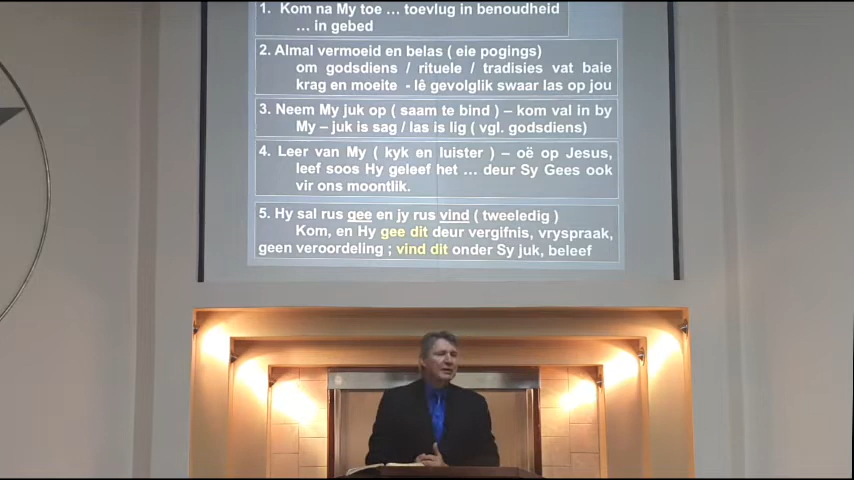 1. Kom na My toe ... toevlug in benoudheid
... in gebed
2. Almal vermoeid en belas ( eie pogings)
om godsdiens / rituele / tradisies vat baie
krag en moeite - lê gevolglik swaar las op jou
3. Neem My juk op ( saam te bind ) – kom val in by
My – juk is sag / las is lig ( vgl. godsdiens)
4. Leer van My ( kyk en luister ) – oë op Jesus,
leef soos Hy geleef het ... deur Sy Gees ook
vir ons moontlik.
5. Hy sal rus gee en jy rus vind ( tweeledig )
Kom, en Hy gee dit deur vergifnis, vryspraak,
geen veroordeling ; vind dit onder Sy juk, beleef